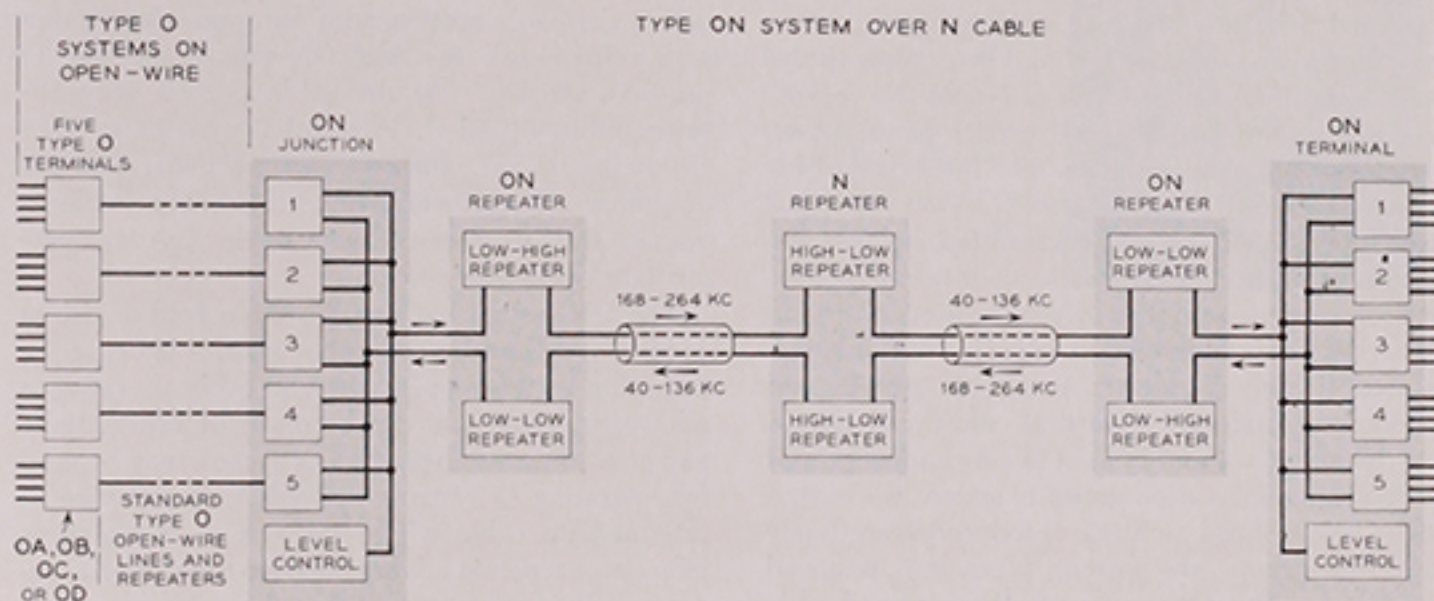 TYPE O
SYSTEMS ON
OPEN-WIRE
TYPE ON SYSTEM OVER N CABLE
FIVE
TYPE O
TERMINALS
ON
JUNCTION
1
2
3
4
5
LEVEL
CONTROL
OA, OB,
OC,
OR OD
STANDARD
TYPE O
OPEN-WIRE
LINES AND
REPEATERS
ON
REPEATER
LOW-HIGH
REPEATER
LOW-LOW
REPEATER
168-264 KC
40-136 KC
N
REPEATER
HIGH-LOW
REPEATER
HIGH-LOW
REPEATER
40-136 KC
168-264 KC
ON
REPEATER
LOW-LOW
REPEATER
LOW-HIGH
REPEATER
ON
TERMINAL
1
2
3
4
5
LEVEL
CONTROL